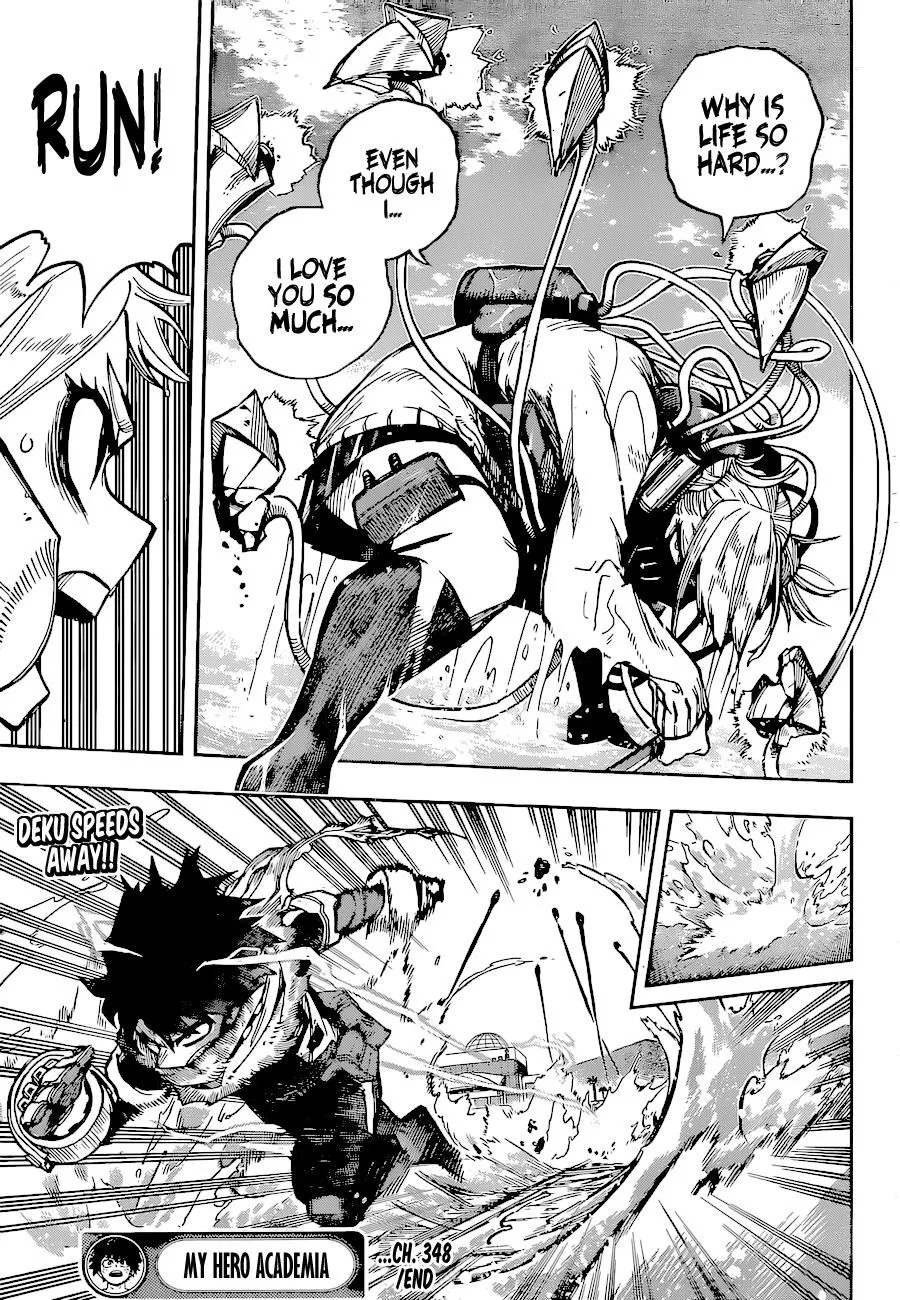 WHY IS
LIFE SO
HARD...?
EVEN
THOUGH
I...
I LOVE
YOU SO
MUCH...
RUN!
DEKU SPEEDS
AWAY!!
MY HERO ACADEMIA
...CH. 348
/END